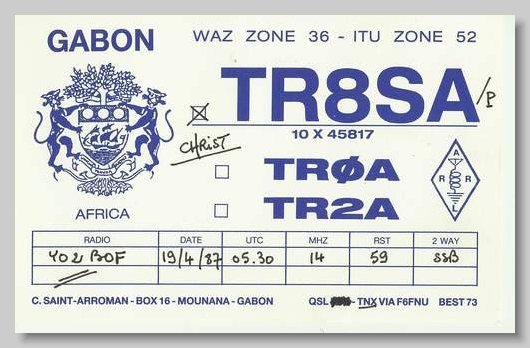 GABON
WAZ ZONE 36 - ITU ZONE 52
TR8SA/P
10 X 45817
CHRIST
TRØA
TR2A
AFRICA
A
R R
L
RADIO DATE UTC MHZ RST 2 WAY
YO2BOF 19/4/87 05.30 14 59 SSB
C. SAINT-ARROMAN - BOX 16 - MOUNANA - GABON
QSL TNX VIA F6FNU BEST 73